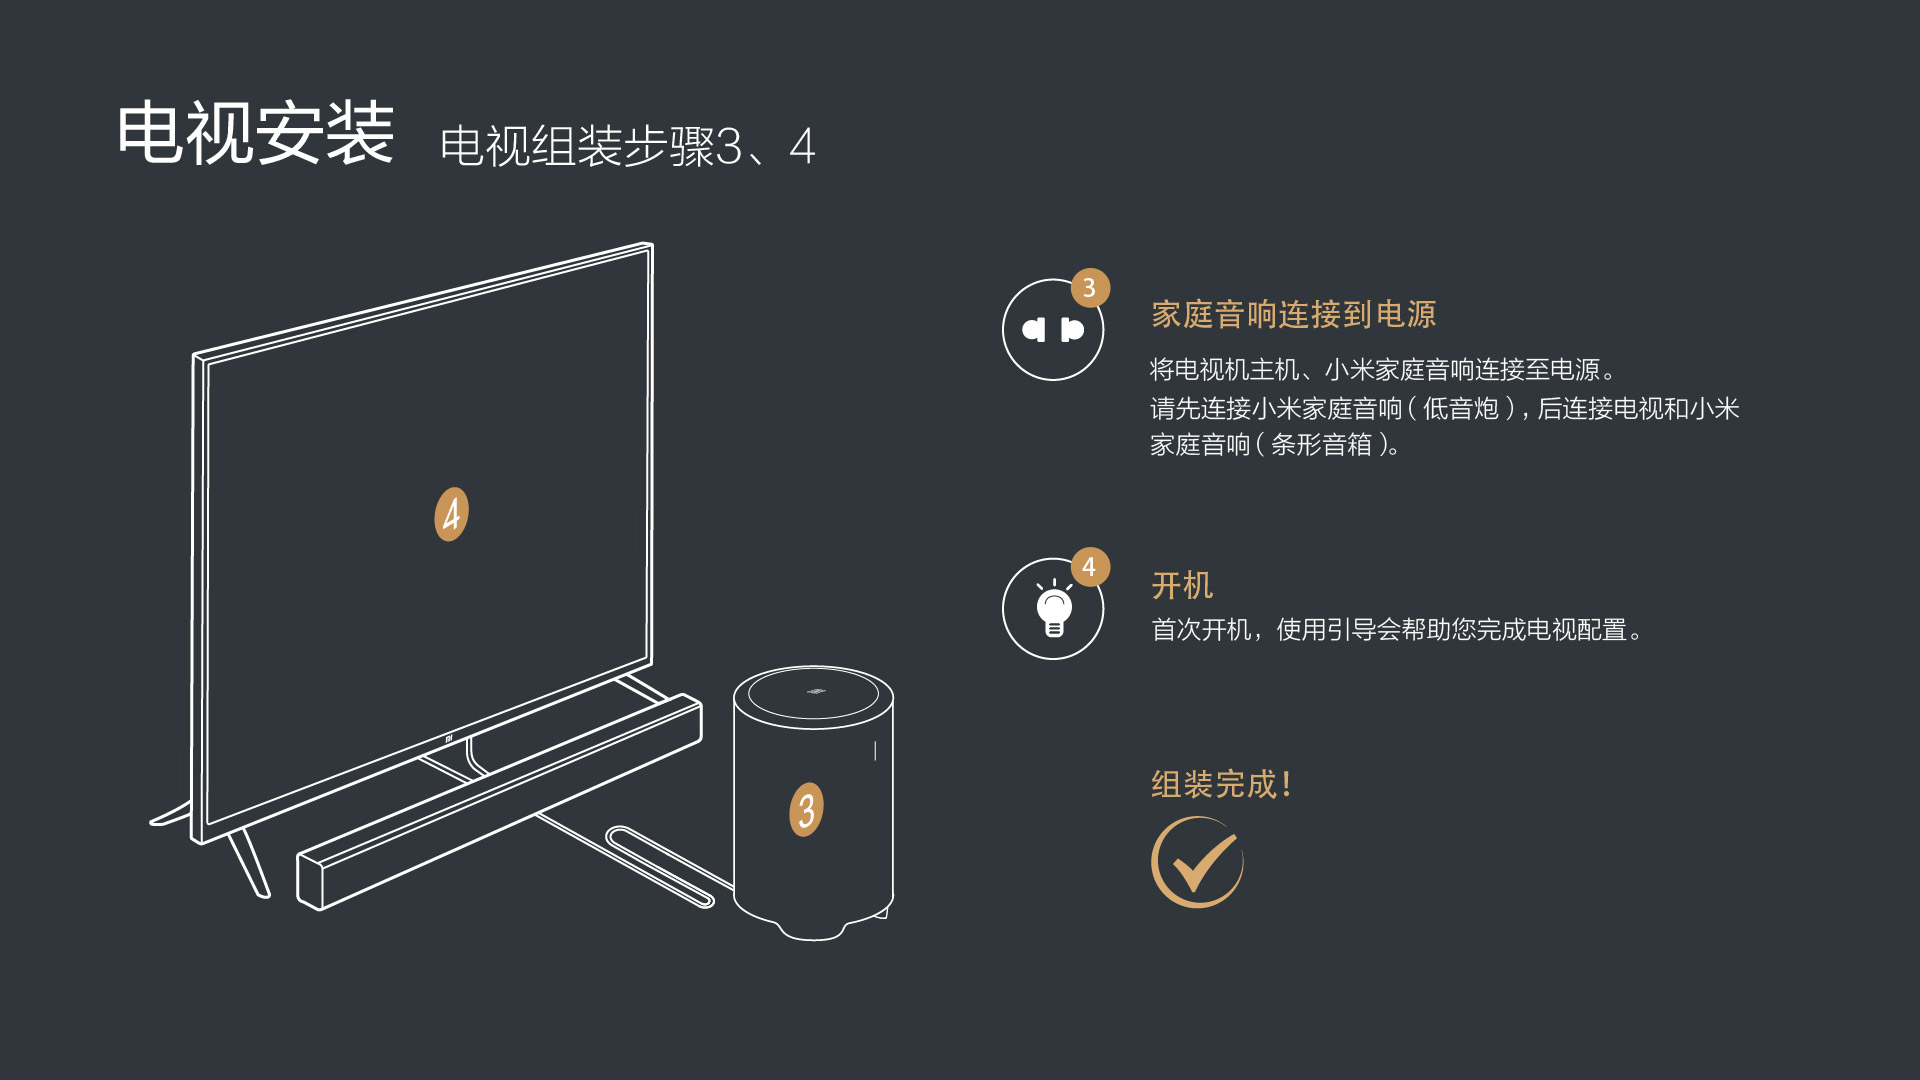 电视安装 电视组装步骤3、4
3
家庭音响连接到电源
将电视机主机、小米家庭音响连接至电源。
请先连接小米家庭音响（低音炮），后连接电视和小米
家庭音响（条形音箱）。
4
开机
首次开机，使用引导会帮助您完成电视配置。
组装完成！
4
mi
3